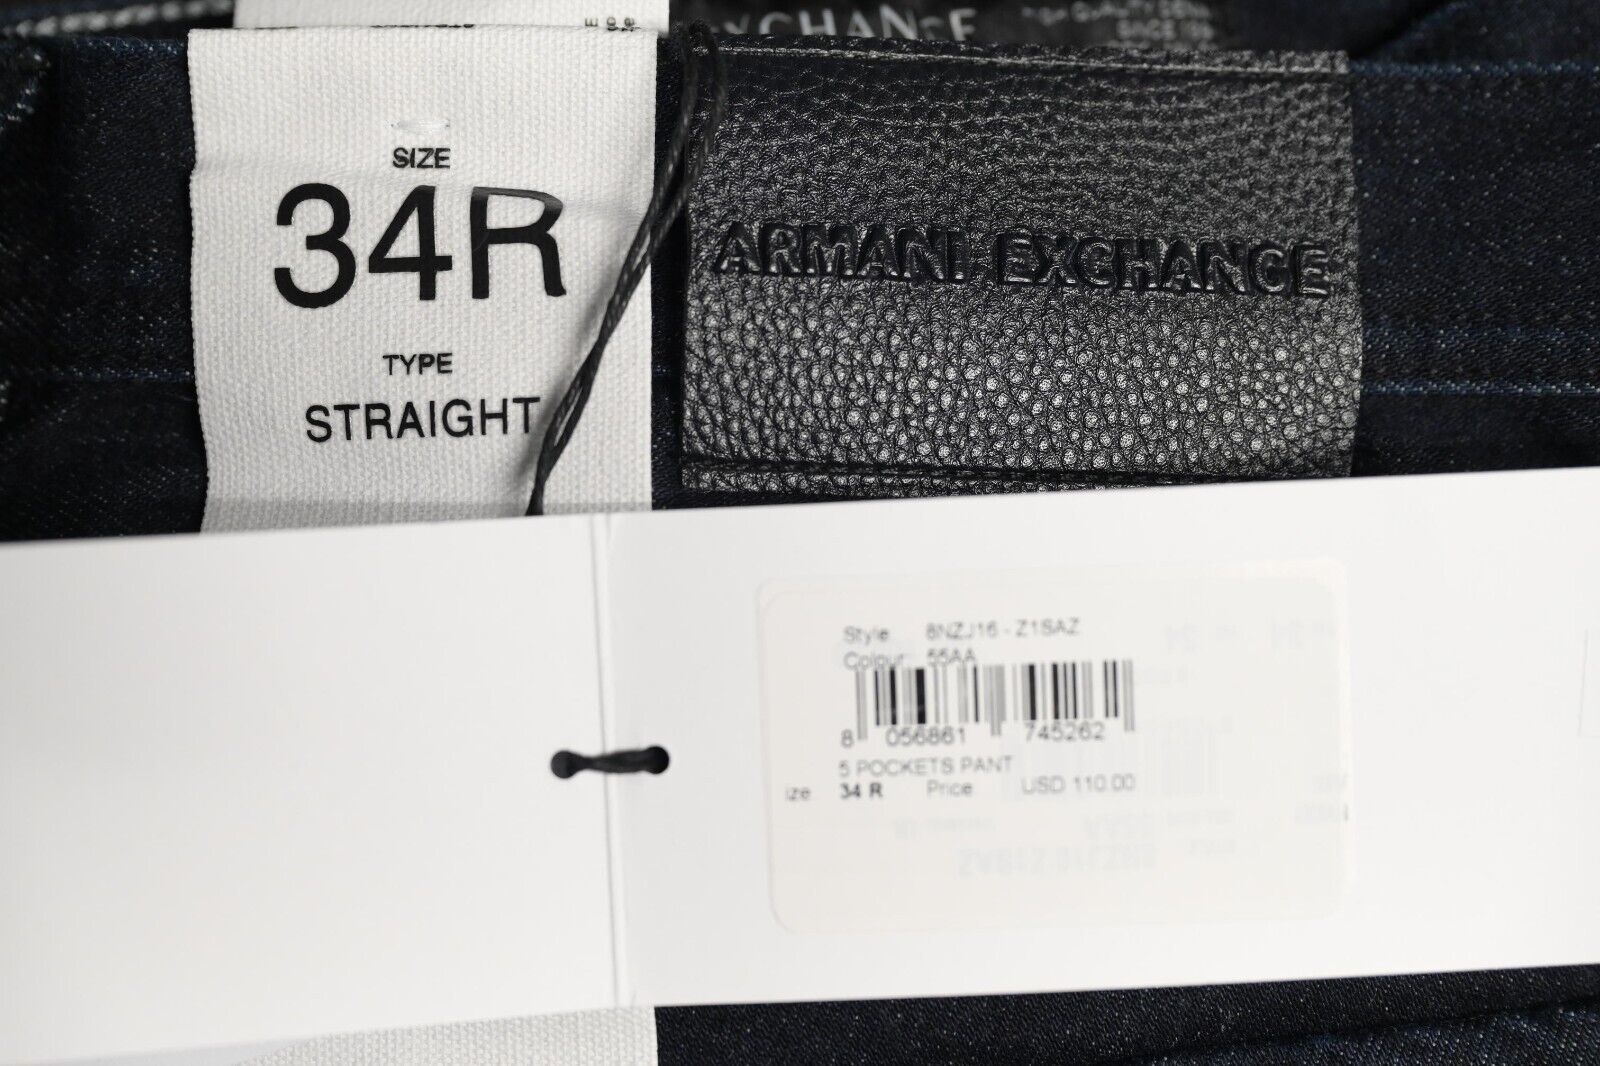 EXCHANGE
SIZE
34R
TYPE
STRAIGHT
ARMANI EXCHANGE
Style 8NZJ16 - Z1SAZ
Colour 55AA
8 056861 745262
5 POCKETS PANT
ize 34 R Price USD 110.00